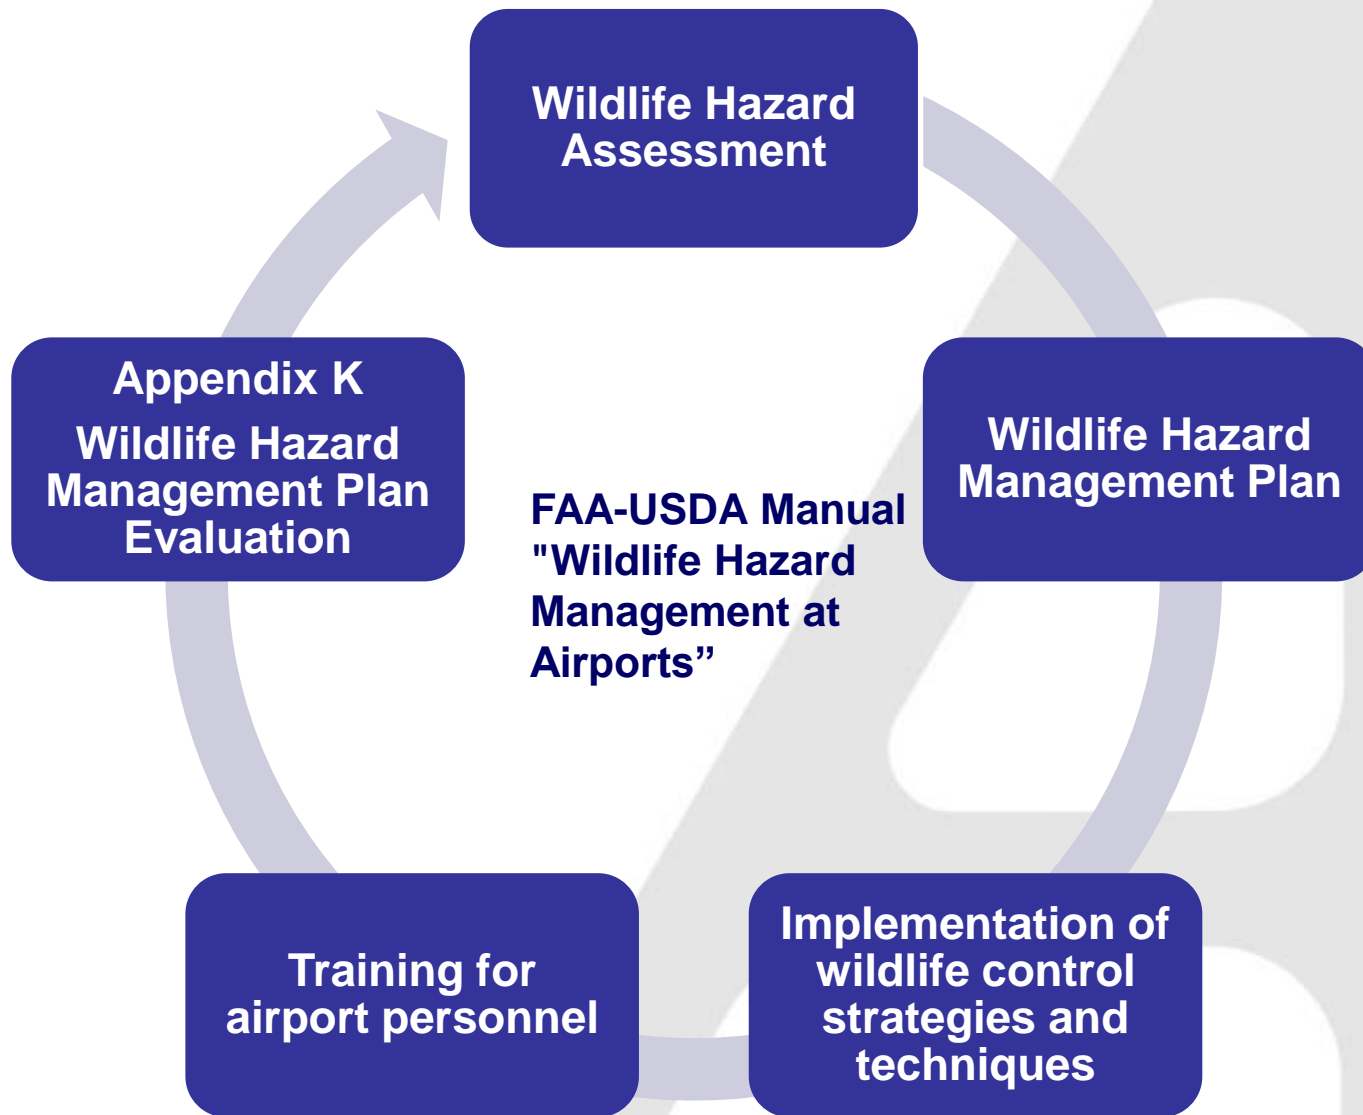 Wildlife Hazard
Assessment
Wildlife Hazard
Management Plan
Implementation of
wildlife control
strategies and
techniques
Training for
airport personnel
Appendix K
Wildlife Hazard
Management Plan
Evaluation
FAA-USDA Manual
"Wildlife Hazard
Management at
Airports”